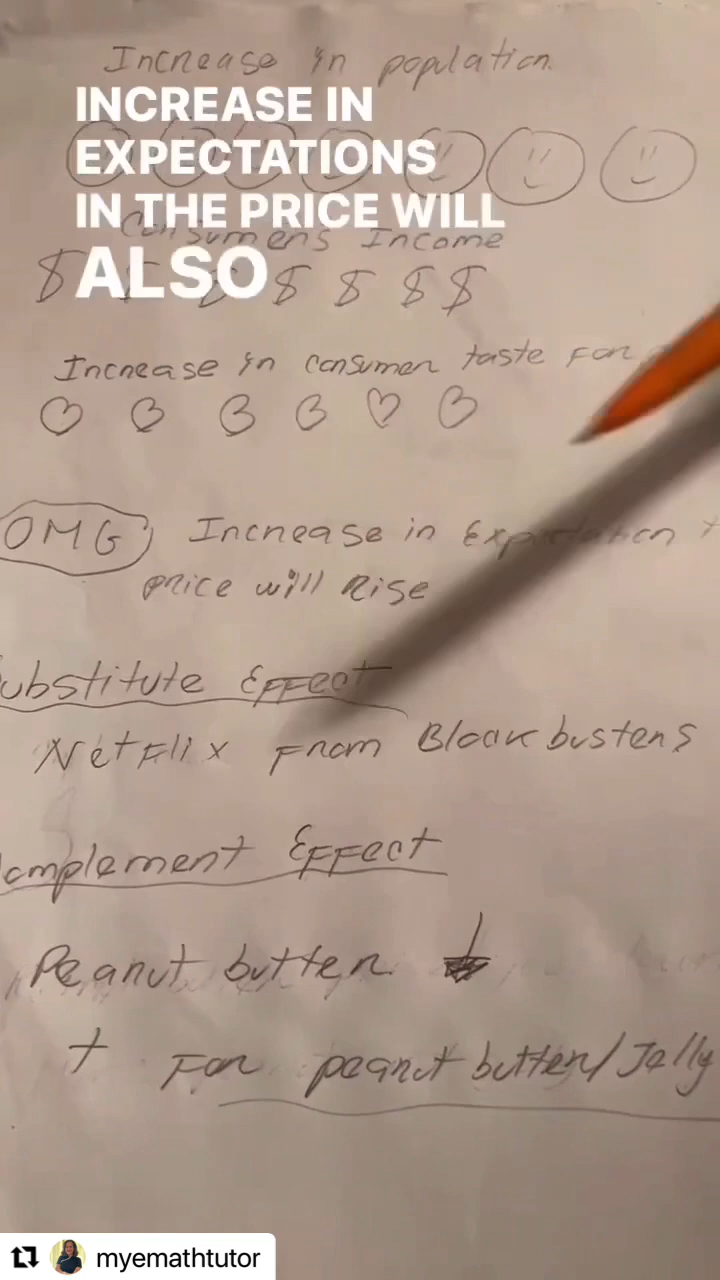 Increase in population
INCREASE IN
EXPECTATIONS
IN THE PRICE WILL
ALSO
Consumers Income
$ $ $ $ $ $
Increase in consumer taste For
OMG Increase in Expectation t
price will Rise
ubstitute Effect
Netflix From Blockbusters
omplement Effect
Peanut butter
+ For peanut butter/Jelly
myemathtutor